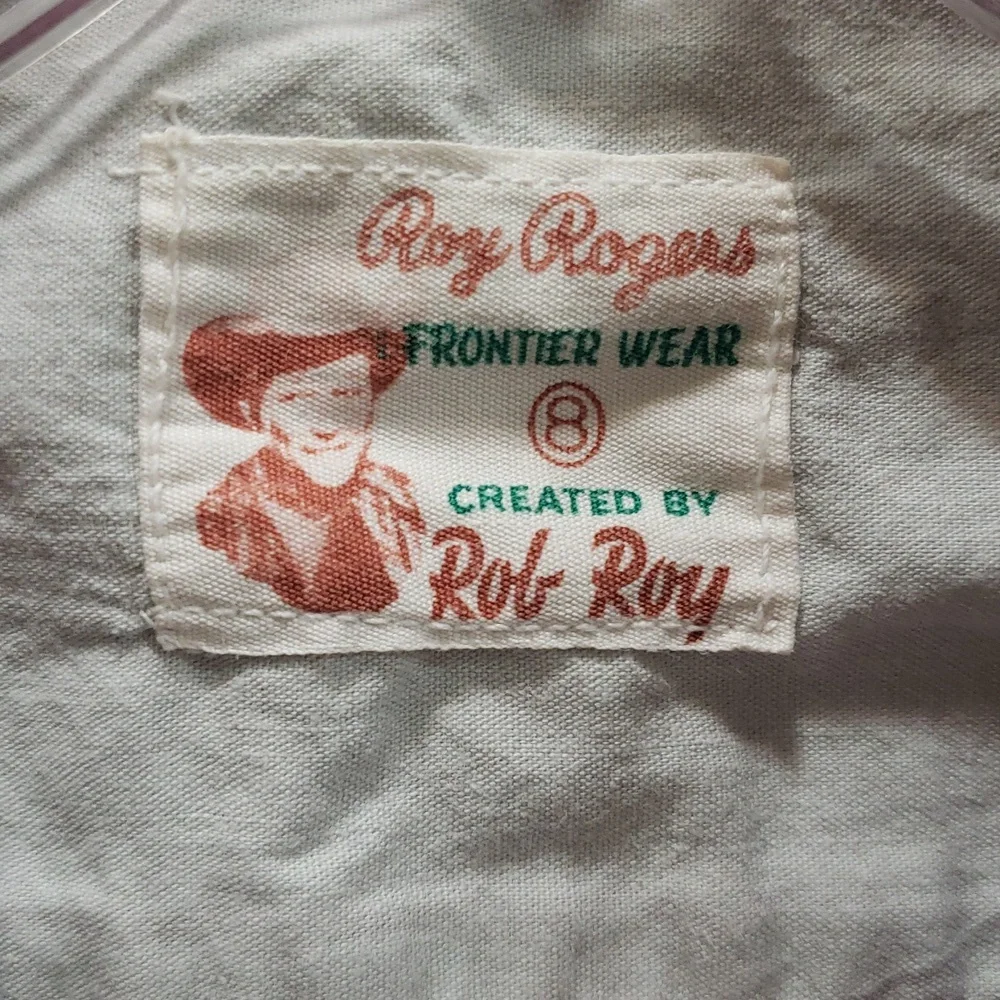 Roy Rogers
FRONTIER WEAR
8
CREATED BY
Rob Roy